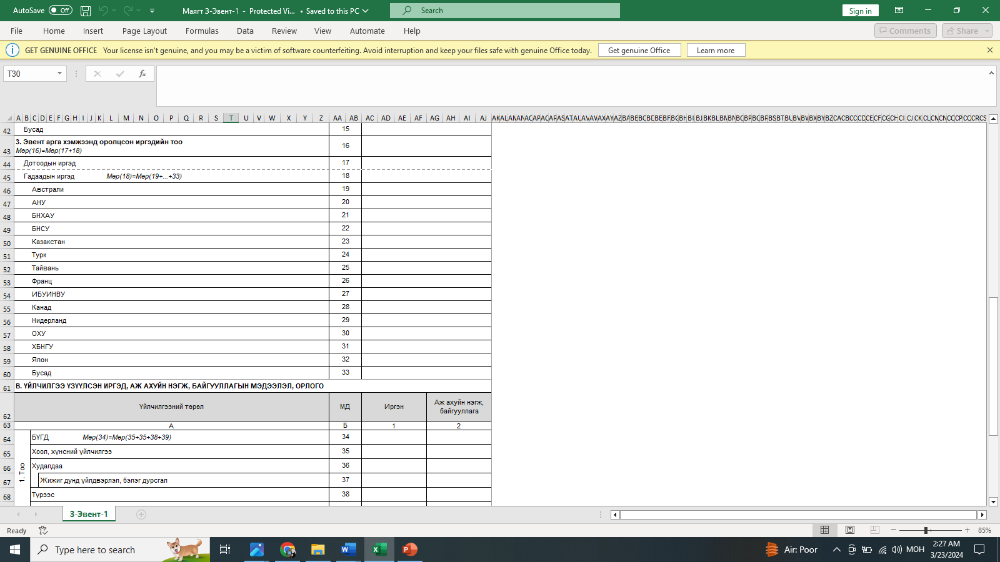 AutoSave Off Маягт 3-Эвент-1 - Protected Vi... • Saved to this PC Search Sign in
File Home Insert Page Layout Formulas Data Review View Automate Help Comments Share
GET GENUINE OFFICE Your license isn't genuine, and you may be a victim of software counterfeiting. Avoid interruption and keep your files safe with genuine Office today. Get genuine Office Learn more
T30 fx
A B C D E F G H I J K L M N O P Q R S T U V W X Y Z AA AB AC AD AE AF AG AH AI AJ
42 Бусад 15
3. Эвент арга хэмжээнд оролцсон иргэдийн тоо
43 Мөр(16)=Мөр(17+18) 16
44 Дотоодын иргэд 17
45 Гадаадын иргэд Мөр(18)=Мөр(19+...+33) 18
46 Австрали 19
47 АНУ 20
48 БНХАУ 21
49 БНСУ 22
50 Казакстан 23
51 Турк 24
52 Тайвань 25
53 Франц 26
54 ИБУИНВУ 27
55 Канад 28
56 Нидерланд 29
57 ОХУ 30
58 ХБНГУ 31
59 Япон 32
60 Бусад 33
61 В. ҮЙЛЧИЛГЭЭ ҮЗҮҮЛСЭН ИРГЭД, АЖ АХУЙН НЭГЖ, БАЙГУУЛЛАГЫН МЭДЭЭЛЭЛ, ОРЛОГО
62 Үйлчилгээний төрөл МД Иргэн Аж ахуйн нэгж,
байгууллага
63 А Б 1 2
64 БҮГД Мөр(34)=Мөр(35+35+38+39) 34
65 Хоол, хүнсний үйлчилгээ 35
66 1. Тоо Худалдаа 36
67 Жижиг дунд үйлдвэрлэл, бэлэг дурсгал 37
68 Түрээс 38
3-Эвент-1
Ready 85%
Type here to search Air: Poor МОН 2:27 AM
3/23/2024